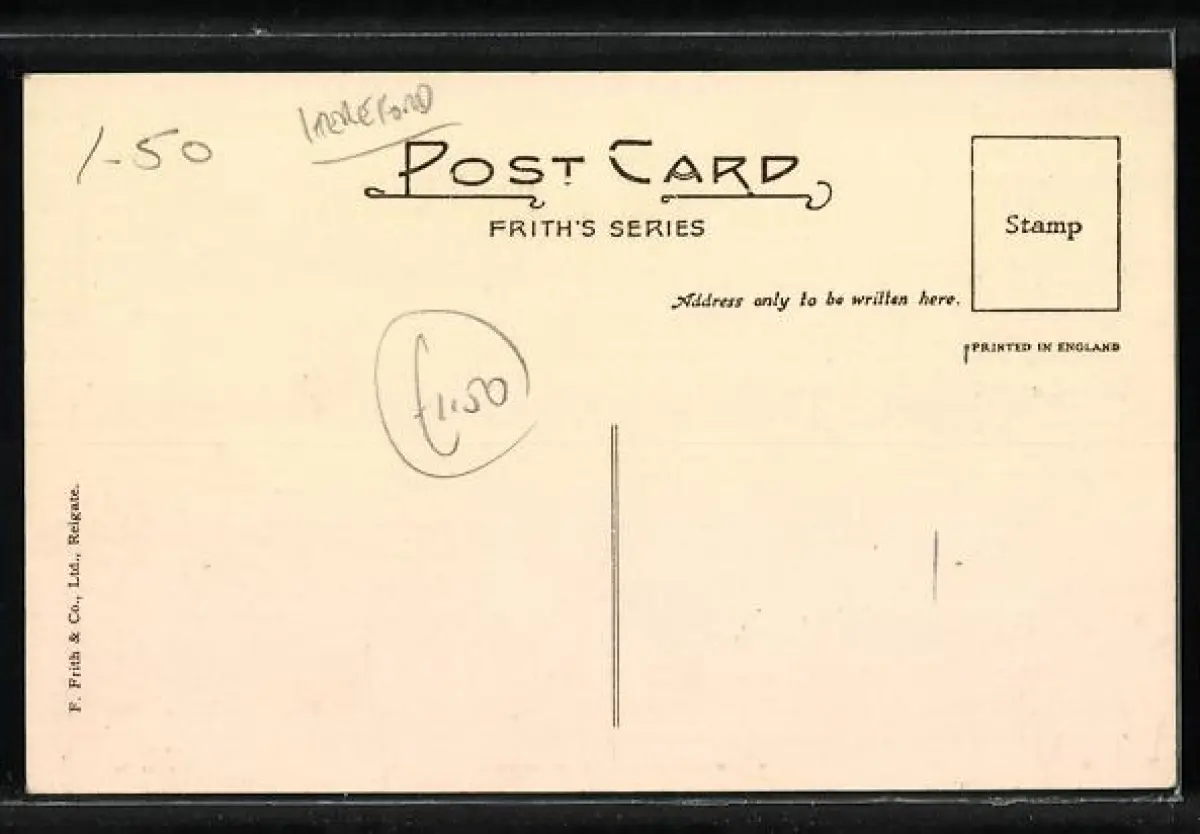 1-50
HEREFORD
POST CARD
FRITH'S SERIES
Stamp
Address only to be written here.
PRINTED IN ENGLAND
£1.50
F. Frith & Co., Ltd., Reigate.